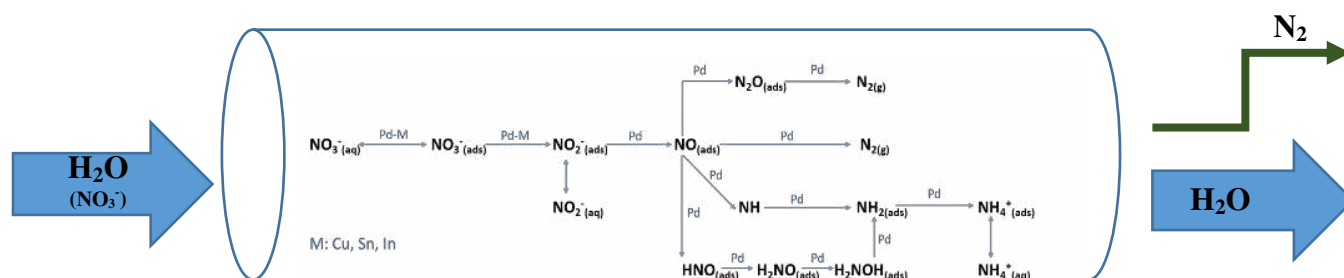 N₂
Pd Pd
N₂O(ads) N₂(g)
Pd-M Pd-M Pd Pd
NO₃⁻(aq) NO₃⁻(ads) NO₂⁻(ads) NO(ads) N₂(g)
H₂O
(NO₃⁻)
Pd Pd Pd
NO₂⁻(aq) NH NH₂(ads) NH₄⁺(ads)
H₂O
Pd Pd
M: Cu, Sn, In
Pd Pd
HNO(ads) H₂NO(ads) H₂NOH(ads) NH₄⁺(aq)